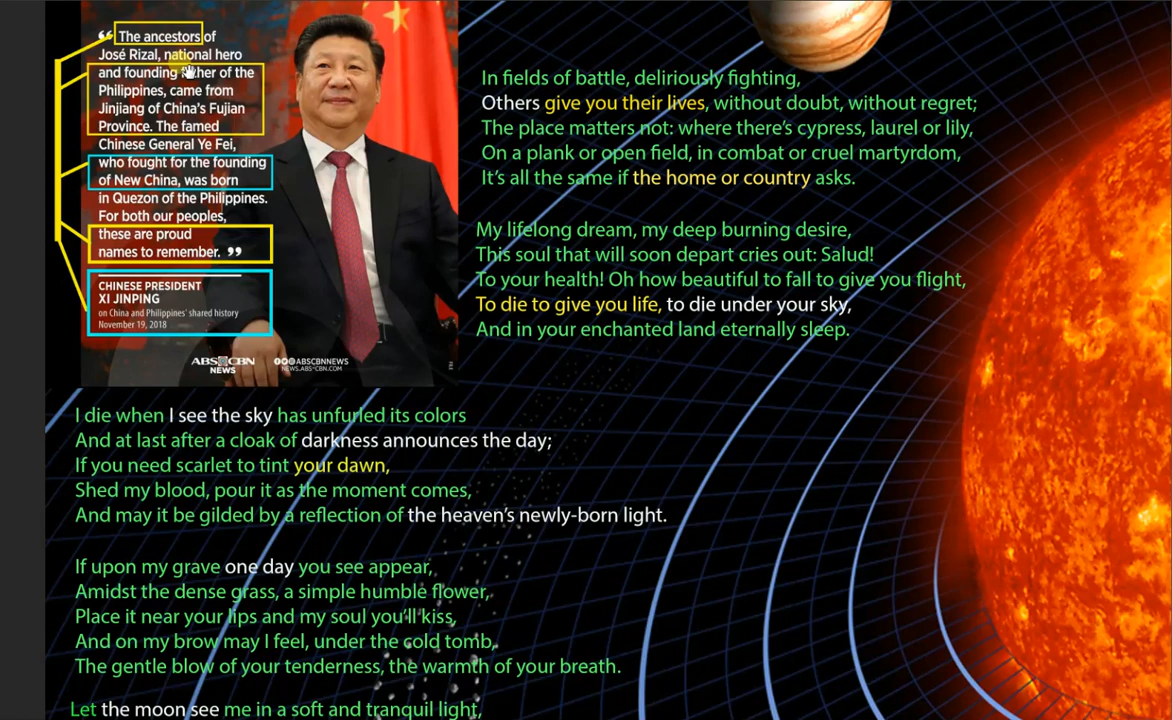 “ The ancestors of
José Rizal, national hero
and founding father of the
Philippines, came from
Jinjiang of China's Fujian
Province. The famed
Chinese General Ye Fei,
who fought for the founding
of New China, was born
in Quezon of the Philippines.
For both our peoples,
these are proud
names to remember. ”
CHINESE PRESIDENT
XI JINPING
on China and Philippines' shared history
November 19, 2018
ABS CBN
NEWS
ABSCBNNEWS
NEWS.ABS-CBN.COM
In fields of battle, deliriously fighting,
Others give you their lives, without doubt, without regret;
The place matters not: where there's cypress, laurel or lily,
On a plank or open field, in combat or cruel martyrdom,
It's all the same if the home or country asks.
My lifelong dream, my deep burning desire,
This soul that will soon depart cries out: Salud!
To your health! Oh how beautiful to fall to give you flight,
To die to give you life, to die under your sky,
And in your enchanted land eternally sleep.
I die when I see the sky has unfurled its colors
And at last after a cloak of darkness announces the day;
If you need scarlet to tint your dawn,
Shed my blood, pour it as the moment comes,
And may it be gilded by a reflection of the heaven's newly-born light.
If upon my grave one day you see appear,
Amidst the dense grass, a simple humble flower,
Place it near your lips and my soul you'll kiss,
And on my brow may I feel, under the cold tomb,
The gentle blow of your tenderness, the warmth of your breath.
Let the moon see me in a soft and tranquil light,